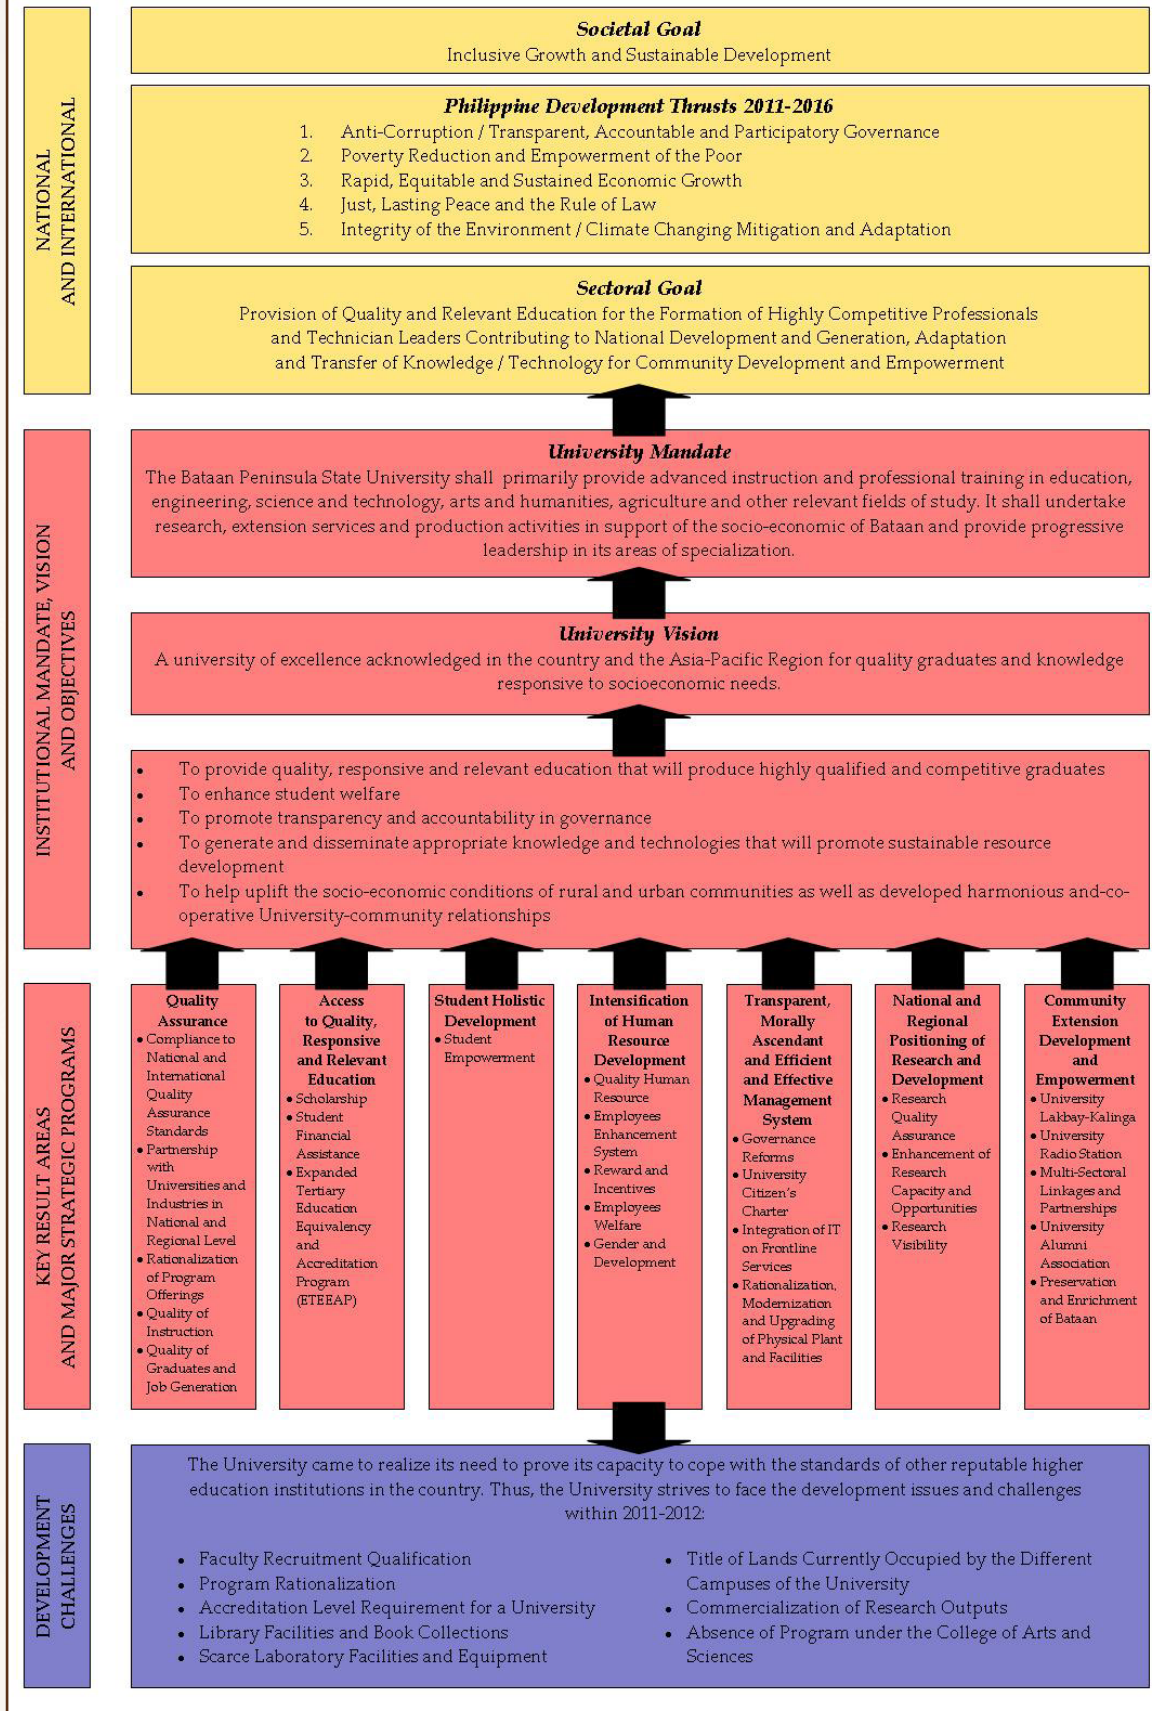 NATIONAL
AND INTERNATIONAL
Societal Goal
Inclusive Growth and Sustainable Development
Philippine Development Thrusts 2011-2016
1. Anti-Corruption / Transparent, Accountable and Participatory Governance
2. Poverty Reduction and Empowerment of the Poor
3. Rapid, Equitable and Sustained Economic Growth
4. Just, Lasting Peace and the Rule of Law
5. Integrity of the Environment / Climate Changing Mitigation and Adaptation
Sectoral Goal
Provision of Quality and Relevant Education for the Formation of Highly Competitive Professionals
and Technician Leaders Contributing to National Development and Generation, Adaptation
and Transfer of Knowledge / Technology for Community Development and Empowerment
INSTITUTIONAL MANDATE, VISION
AND OBJECTIVES
University Mandate
The Bataan Peninsula State University shall primarily provide advanced instruction and professional training in education,
engineering, science and technology, arts and humanities, agriculture and other relevant fields of study. It shall undertake
research, extension services and production activities in support of the socio-economic of Bataan and provide progressive
leadership in its areas of specialization.
University Vision
A university of excellence acknowledged in the country and the Asia-Pacific Region for quality graduates and knowledge
responsive to socioeconomic needs.
• To provide quality, responsive and relevant education that will produce highly qualified and competitive graduates
• To enhance student welfare
• To promote transparency and accountability in governance
• To generate and disseminate appropriate knowledge and technologies that will promote sustainable resource
development
• To help uplift the socio-economic conditions of rural and urban communities as well as developed harmonious and-co-
operative University-community relationships
KEY RESULT AREAS
AND MAJOR STRATEGIC PROGRAMS
Quality
Assurance
• Compliance to
National and
International
Quality
Assurance
Standards
• Partnership
with
Universities and
Industries in
National and
Regional Level
• Rationalization
of Program
Offerings
• Quality of
Instruction
• Quality of
Graduates and
Job Generation
Access
to Quality,
Responsive
and Relevant
Education
• Scholarship
• Student
Financial
Assistance
• Expanded
Tertiary
Education
Equivalency
and
Accreditation
Program
(ETEEAP)
Student Holistic
Development
• Student
Empowerment
Intensification
of Human
Resource
Development
• Quality Human
Resource
• Employees
Enhancement
System
• Reward and
Incentives
• Employees
Welfare
• Gender and
Development
Transparent,
Morally
Ascendant
and Efficient
and Effective
Management
System
• Governance
Reforms
• University
Citizen's
Charter
• Integration of IT
on Frontline
Services
• Rationalization,
Modernization
and Upgrading
of Physical Plant
and Facilities
National and
Regional
Positioning of
Research and
Development
• Research
Quality
Assurance
• Enhancement of
Research
Capacity and
Opportunities
• Research
Visibility
Community
Extension
Development
and
Empowerment
• University
Lakbay-Kalinga
• University
Radio Station
• Multi-Sectoral
Linkages and
Partnerships
• University
Alumni
Association
• Preservation
and Enrichment
of Bataan
DEVELOPMENT
CHALLENGES
The University came to realize its need to prove its capacity to cope with the standards of other reputable higher
education institutions in the country. Thus, the University strives to face the development issues and challenges
within 2011-2012:
• Faculty Recruitment Qualification
• Program Rationalization
• Accreditation Level Requirement for a University
• Library Facilities and Book Collections
• Scarce Laboratory Facilities and Equipment
• Title of Lands Currently Occupied by the Different
Campuses of the University
• Commercialization of Research Outputs
• Absence of Program under the College of Arts and
Sciences